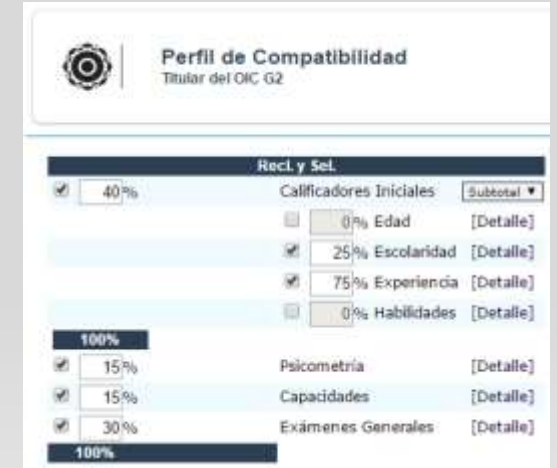 Perfil de Compatibilidad
Titular del OIC G2
Recl. y Sel.
40% Calificadores Iniciales Subtotal
0% Edad [Detalle]
25% Escolaridad [Detalle]
75% Experiencia [Detalle]
0% Habilidades [Detalle]
100%
15% Psicometría [Detalle]
15% Capacidades [Detalle]
30% Exámenes Generales [Detalle]
100%